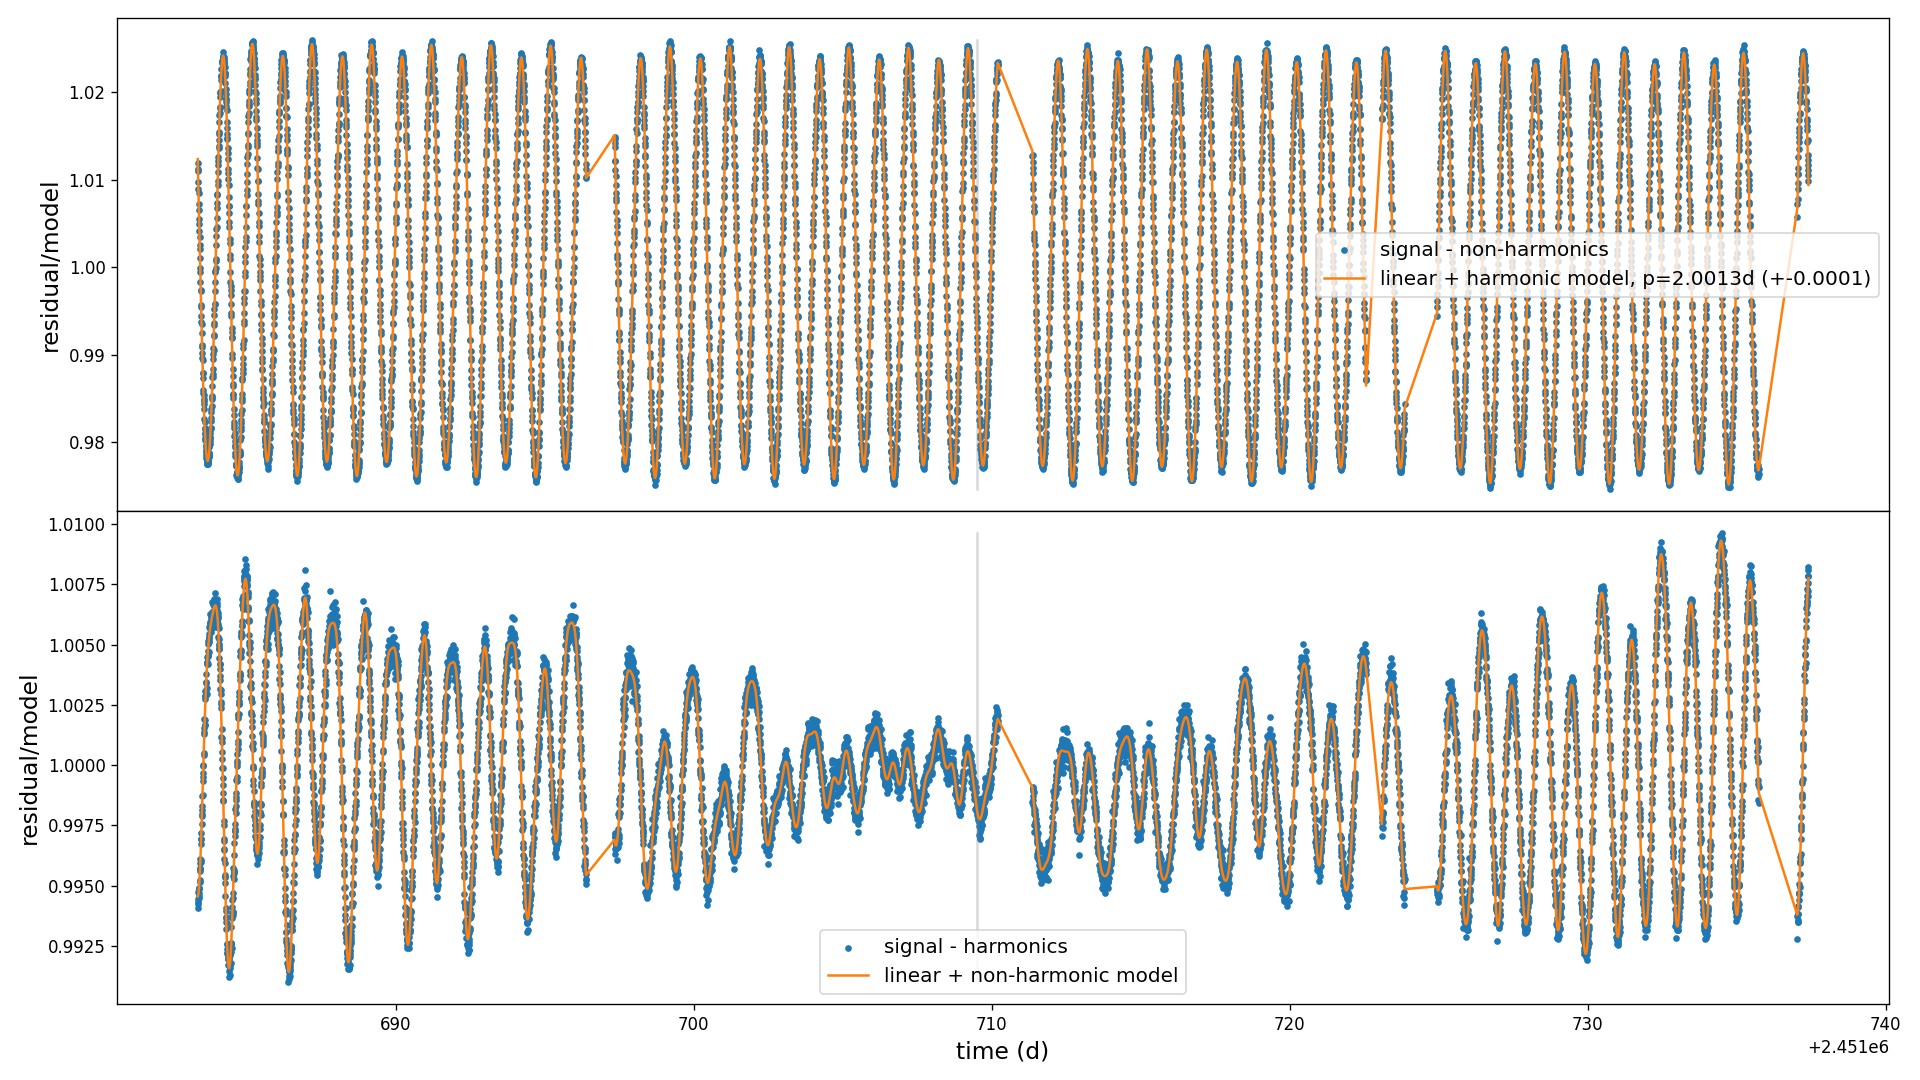 residual/model
1.02
1.01
1.00
0.99
0.98
signal - non-harmonics
linear + harmonic model, p=2.0013d (+-0.0001)
residual/model
1.0100
1.0075
1.0050
1.0025
1.0000
0.9975
0.9950
0.9925
signal - harmonics
linear + non-harmonic model
690
700
710
720
730
740
time (d)
+2.451e6